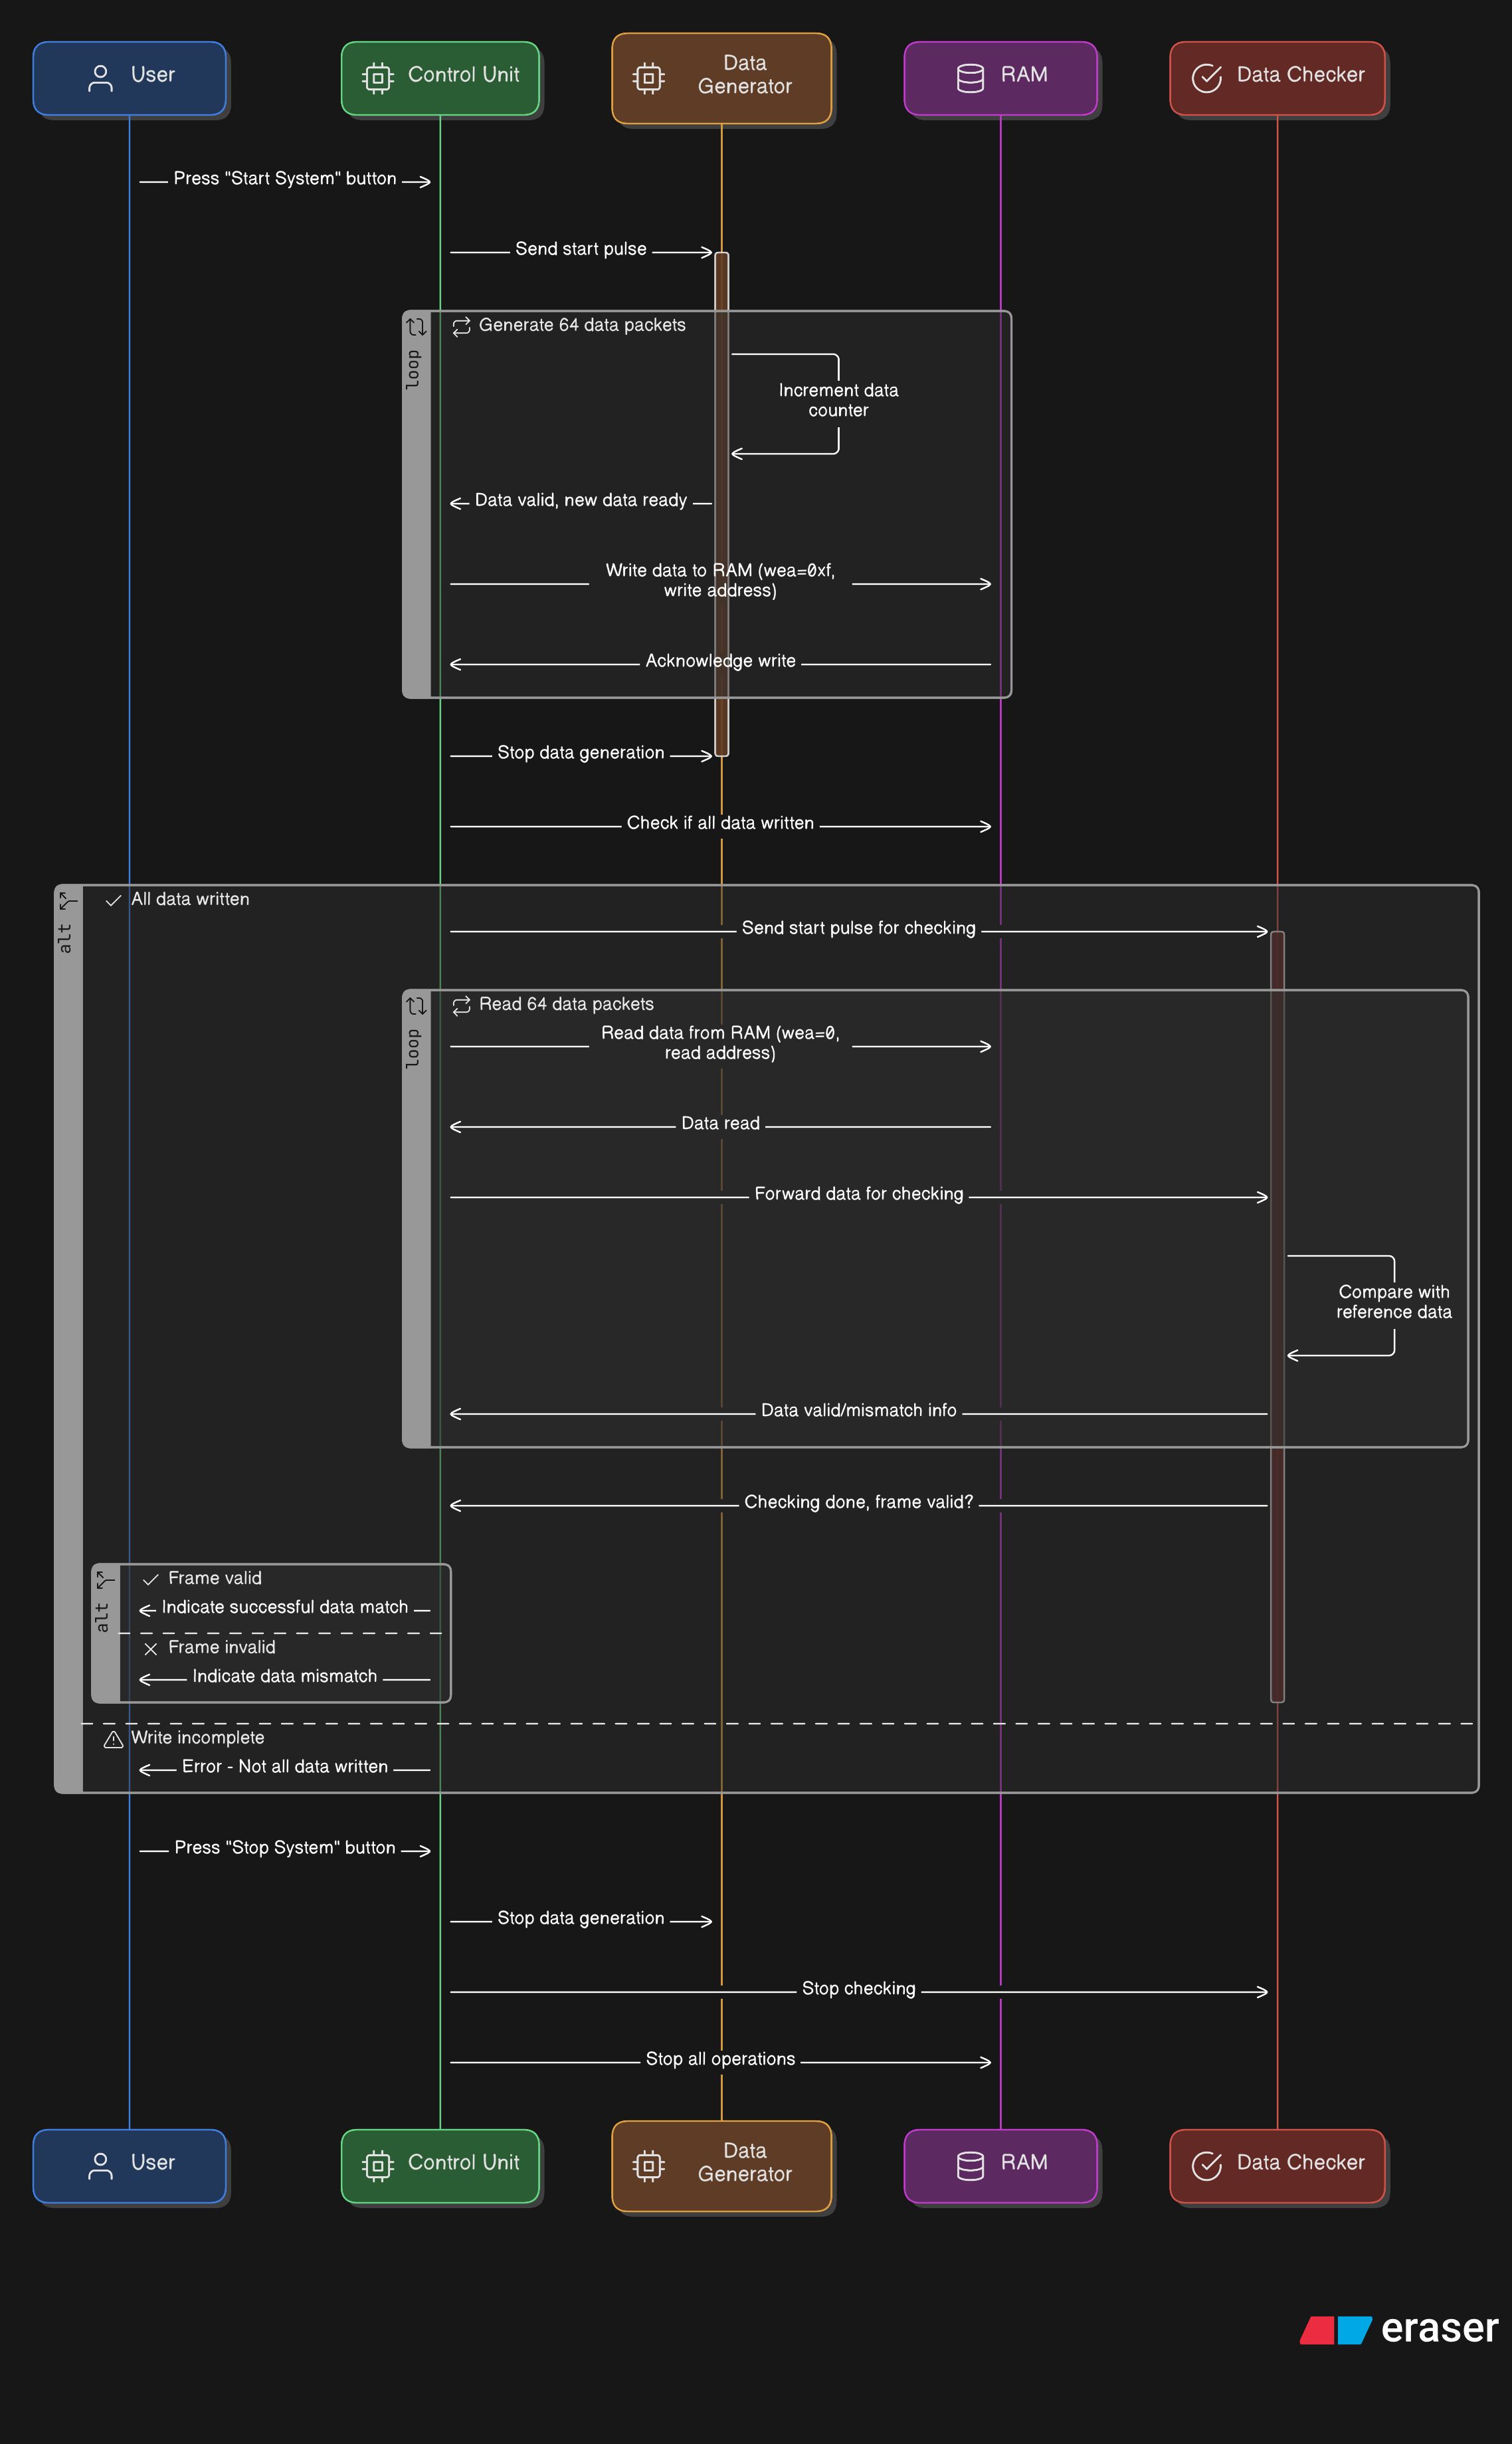 User
Control Unit
Data
Generator
RAM
Data Checker
Press "Start System" button
Send start pulse
loop
Generate 64 data packets
Increment data
counter
Data valid, new data ready
Write data to RAM (wea=0xf,
write address)
Acknowledge write
Stop data generation
Check if all data written
alt
All data written
Send start pulse for checking
loop
Read 64 data packets
Read data from RAM (wea=0,
read address)
Data read
Forward data for checking
Compare with
reference data
Data valid/mismatch info
Checking done, frame valid?
alt
Frame valid
Indicate successful data match
Frame invalid
Indicate data mismatch
Write incomplete
Error - Not all data written
Press "Stop System" button
Stop data generation
Stop checking
Stop all operations
User
Control Unit
Data
Generator
RAM
Data Checker
eraser